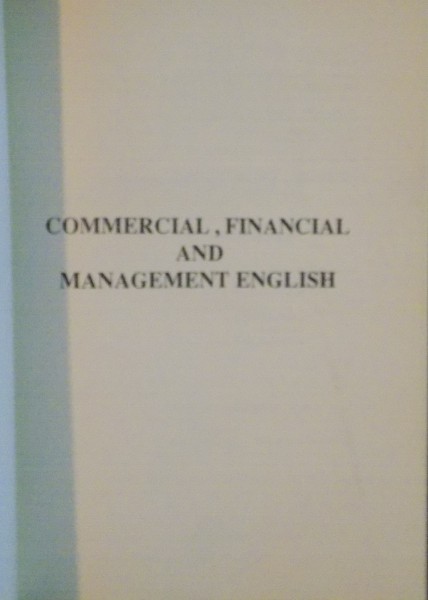 COMMERCIAL , FINANCIAL
AND
MANAGEMENT ENGLISH